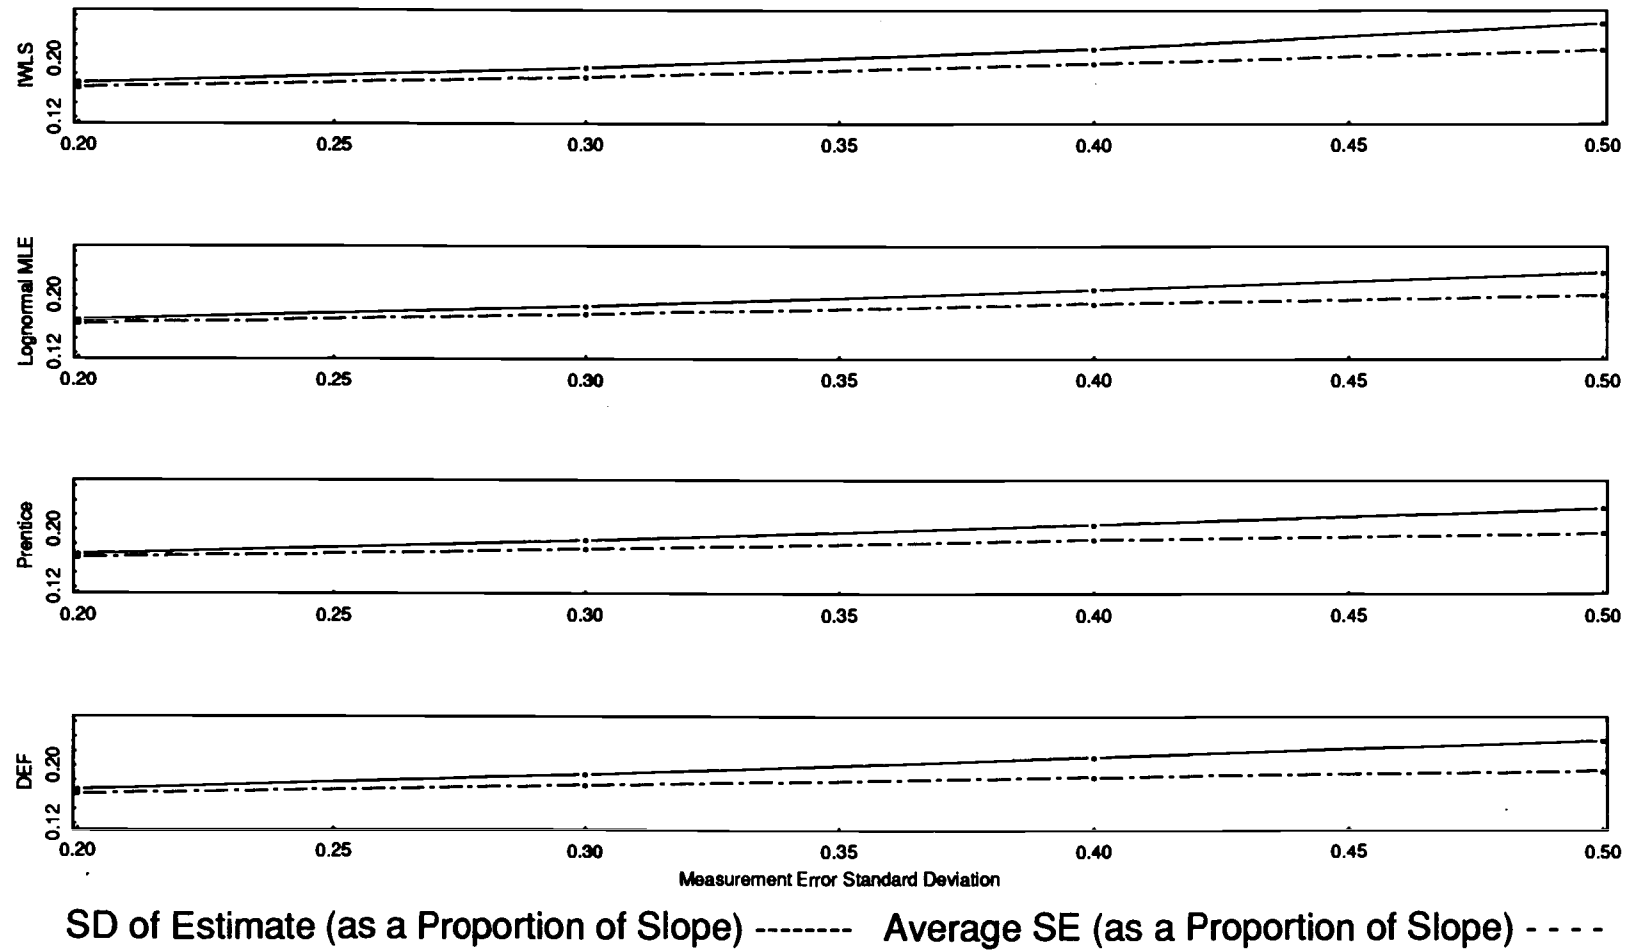 IWLS
0.20
0.12
0.20 0.25 0.30 0.35 0.40 0.45 0.50
Lognormal MLE
0.20
0.12
0.20 0.25 0.30 0.35 0.40 0.45 0.50
Prentice
0.20
0.12
0.20 0.25 0.30 0.35 0.40 0.45 0.50
DEF
0.20
0.12
0.20 0.25 0.30 0.35 0.40 0.45 0.50
Measurement Error Standard Deviation
SD of Estimate (as a Proportion of Slope) -------- Average SE (as a Proportion of Slope) - - - -